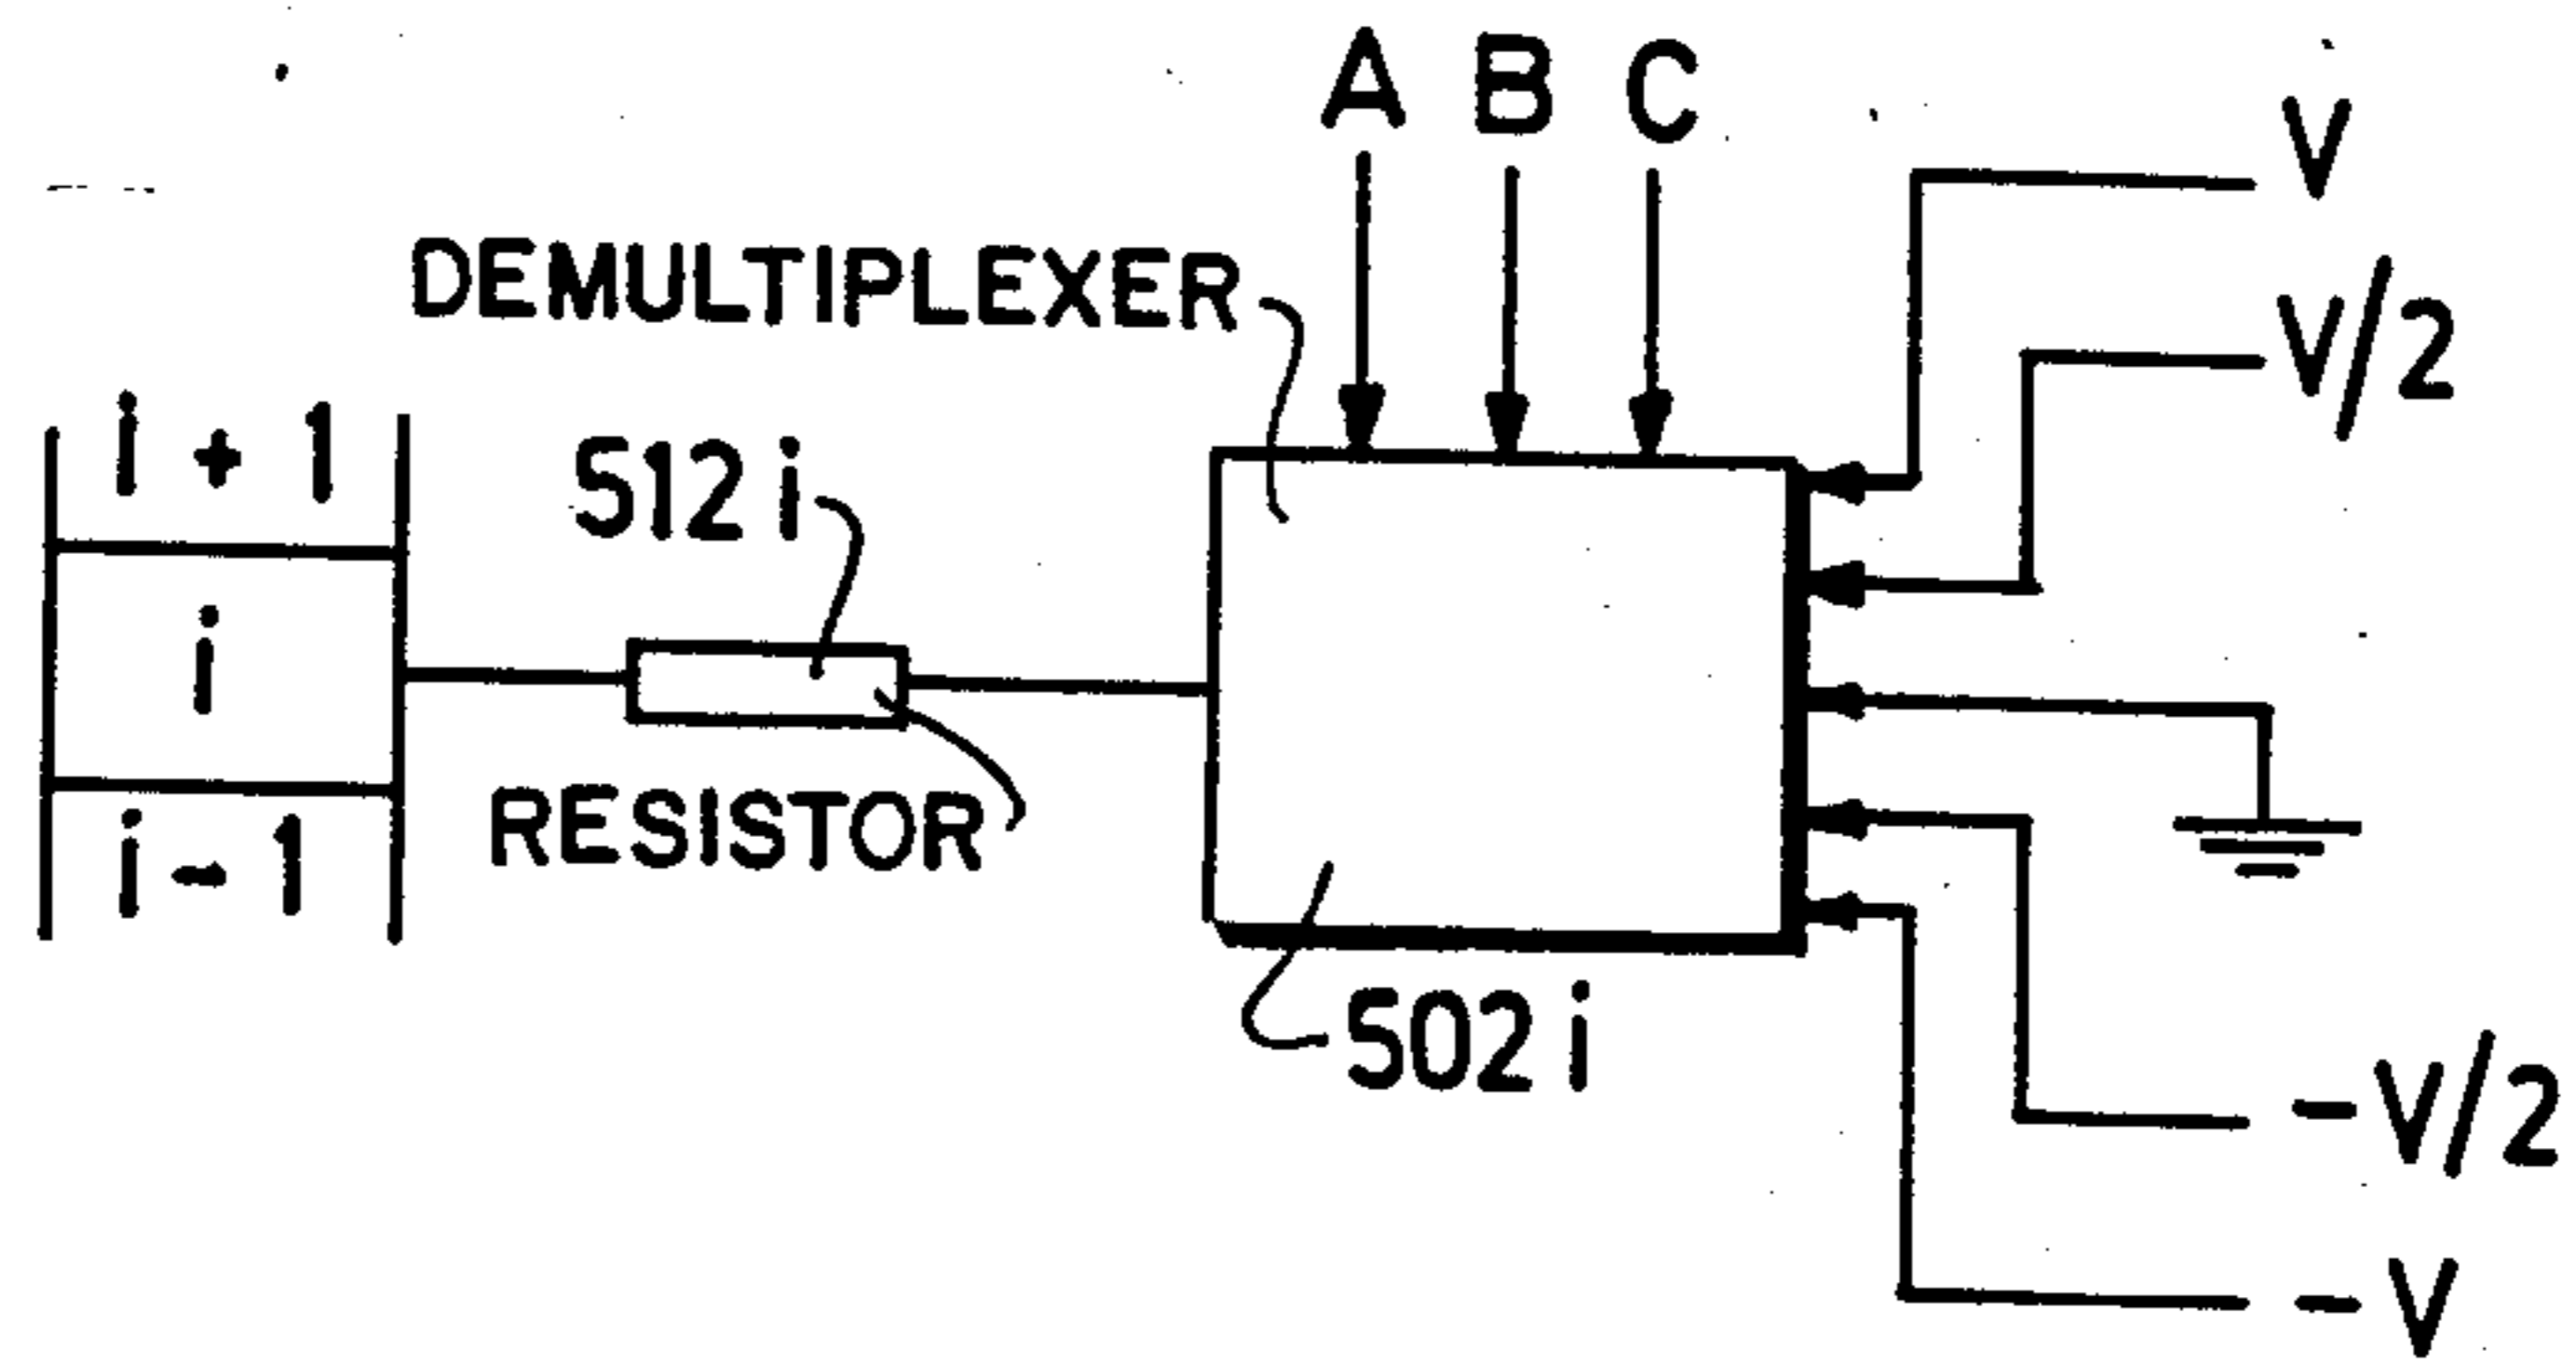 A B C
V
DEMULTIPLEXER
V/2
i + 1
512 i
i
RESISTOR
i - 1
502 i
- V/2
- V